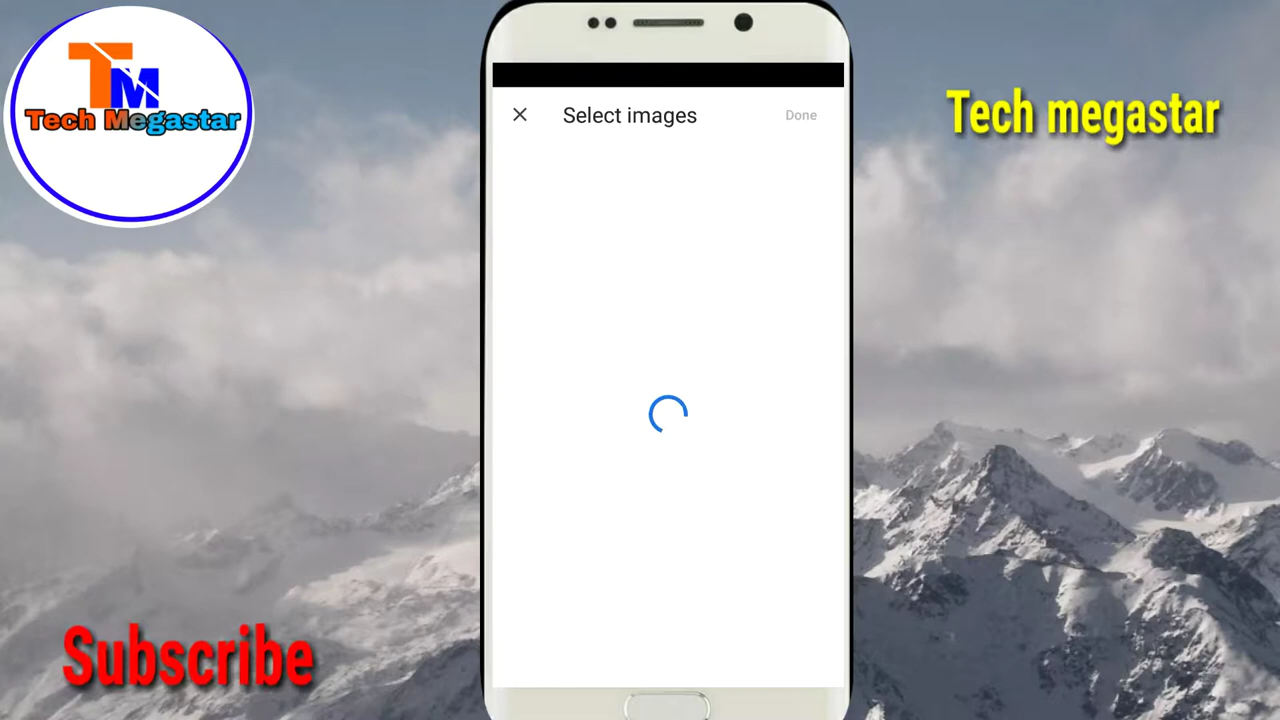 TM
Tech Megastar
Select images
Done
Tech megastar
Subscribe